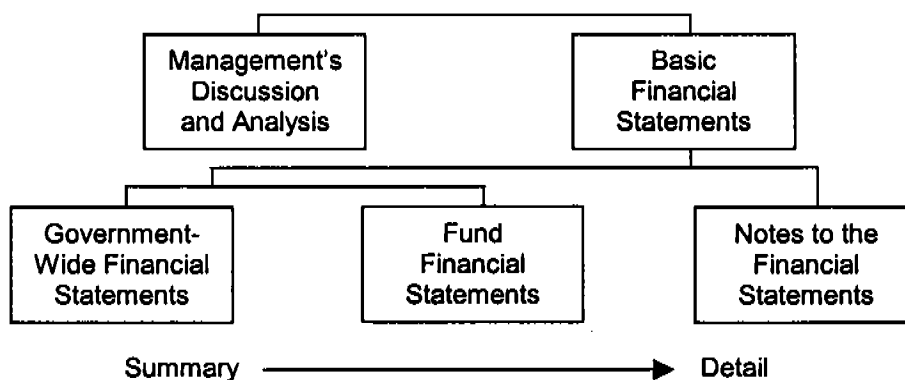 Management's
Discussion
and Analysis
Basic
Financial
Statements
Government-
Wide Financial
Statements
Fund
Financial
Statements
Notes to the
Financial
Statements
Summary
Detail